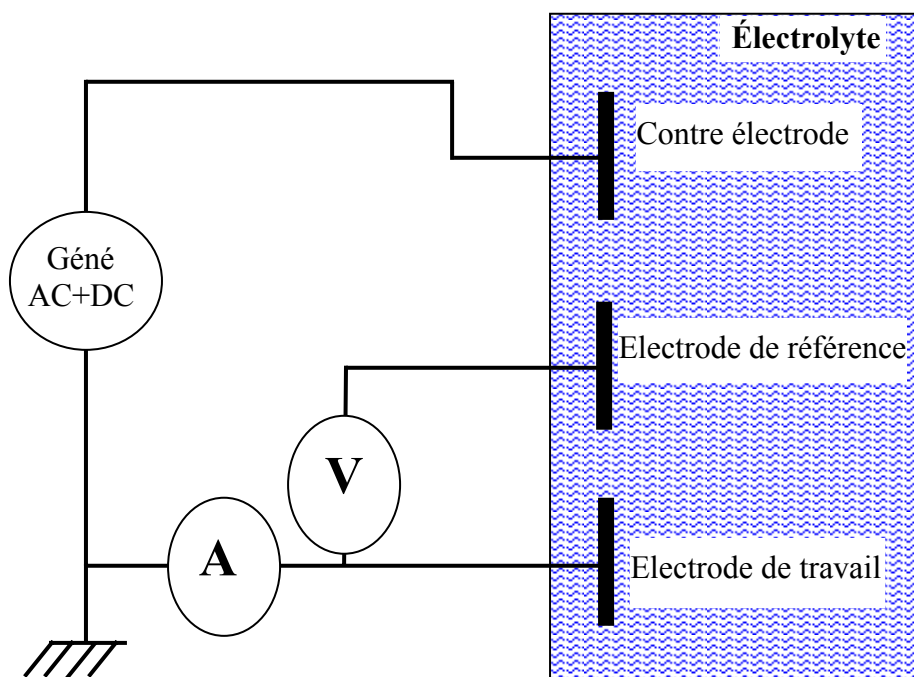 Électrolyte
Contre électrode
Géné
AC+DC
Electrode de référence
V
A
Electrode de travail